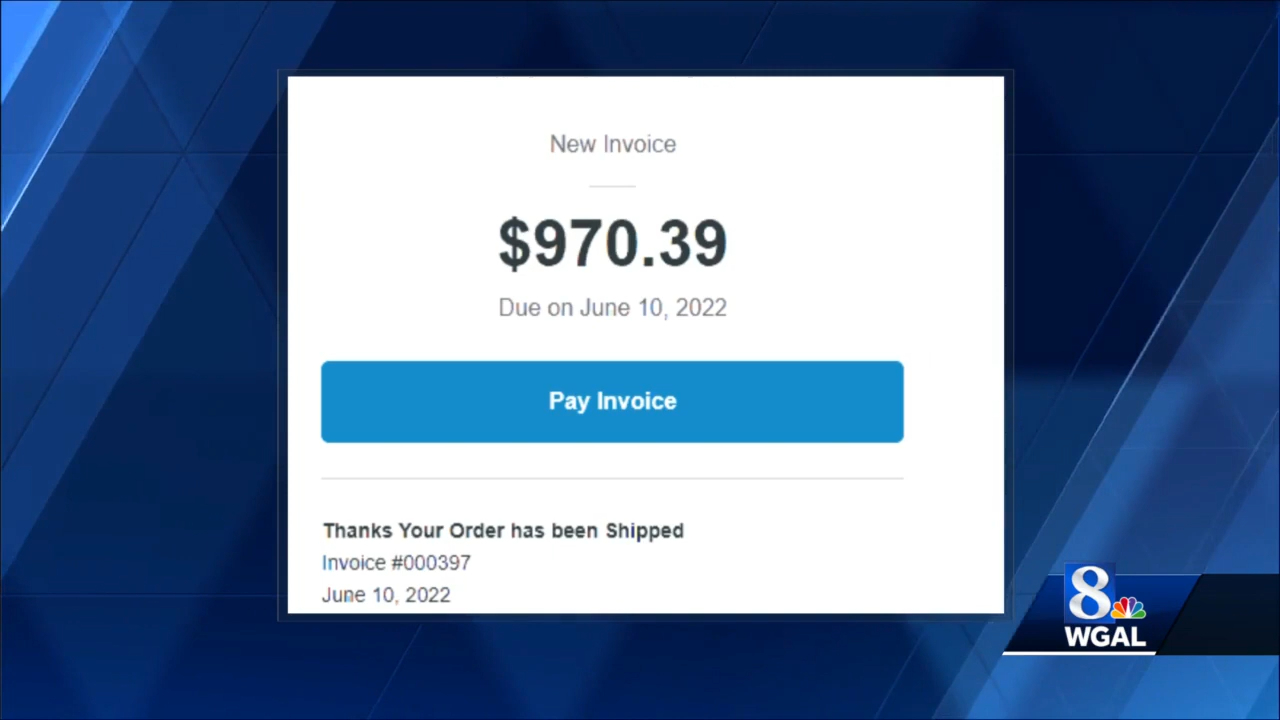 New Invoice
$970.39
Due on June 10, 2022
Pay Invoice
Thanks Your Order has been Shipped
Invoice #000397
June 10, 2022
8
WGAL